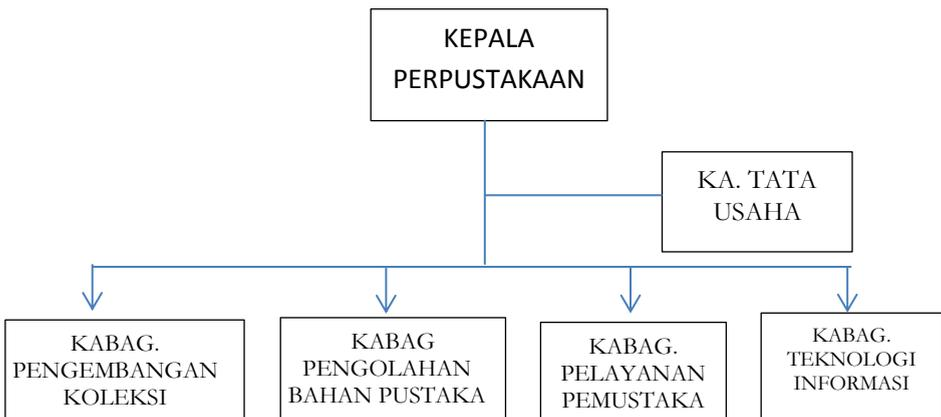 KEPALA
PERPUSTAKAAN
KA. TATA
USAHA
KABAG.
PENGEMBANGAN
KOLEKSI
KABAG
PENGOLAHAN
BAHAN PUSTAKA
KABAG.
PELAYANAN
PEMUSTAKA
KABAG.
TEKNOLOGI
INFORMASI